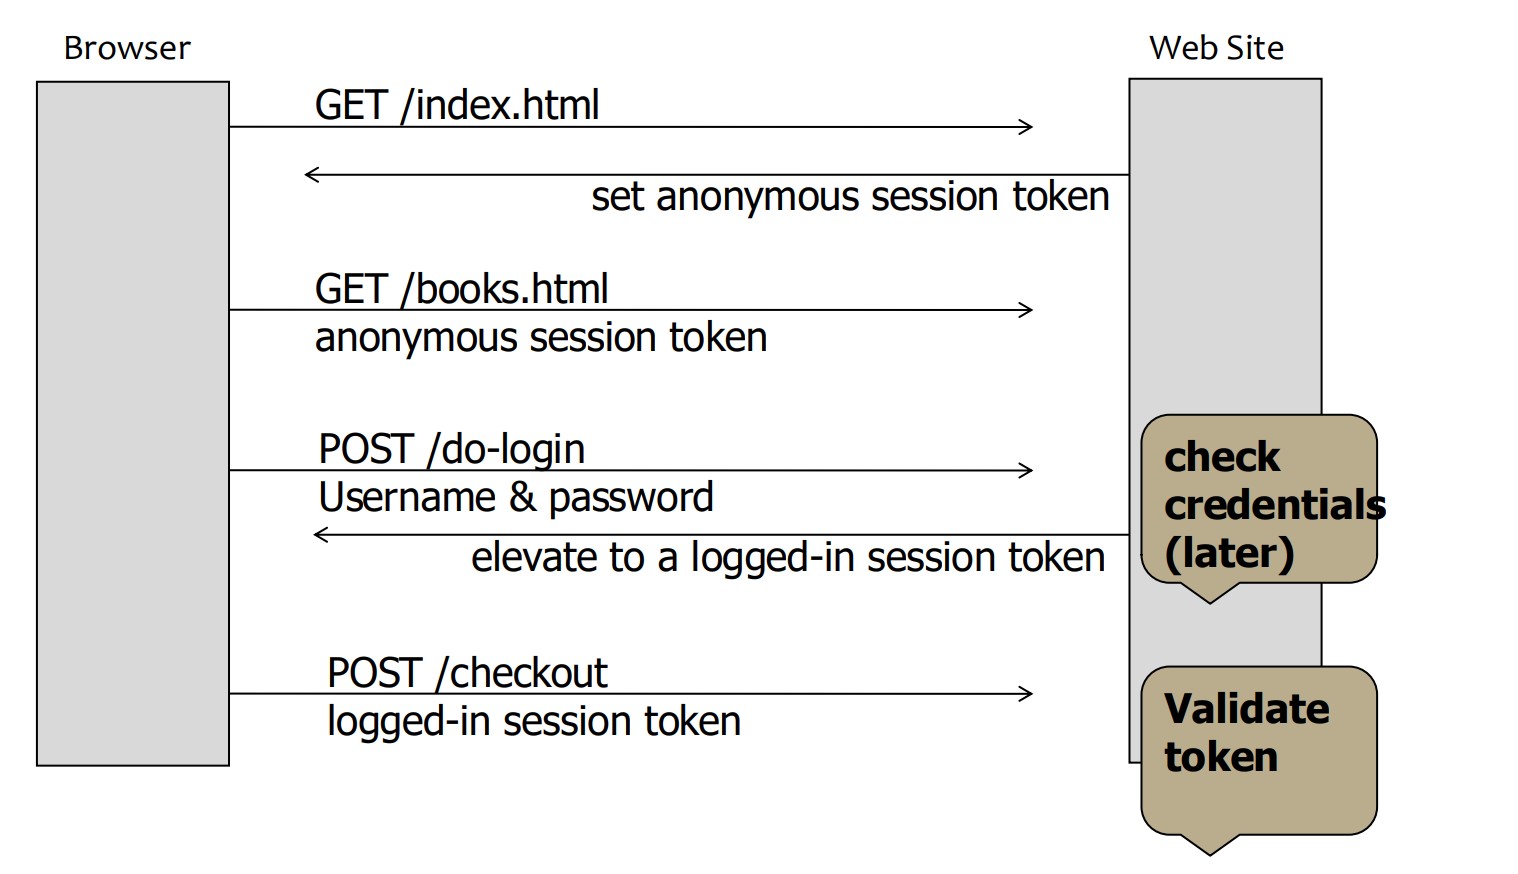 Browser
Web Site
GET /index.html
set anonymous session token
GET /books.html
anonymous session token
POST /do-login
Username & password
elevate to a logged-in session token
check
credentials
(later)
POST /checkout
logged-in session token
Validate
token